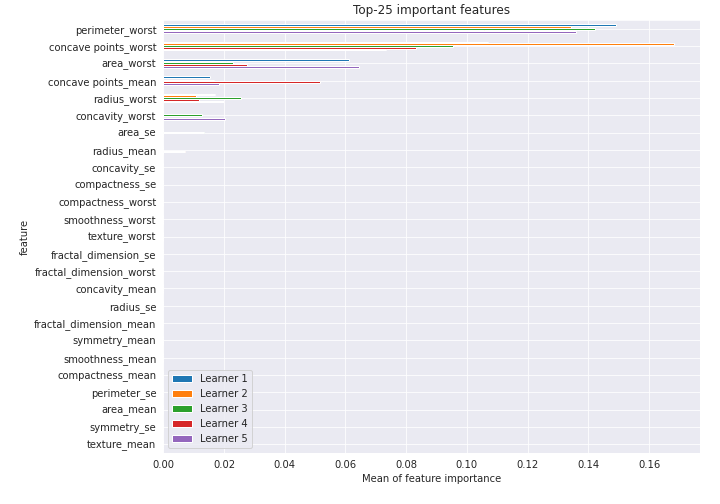 Top-25 important features
perimeter_worst
concave points_worst
area_worst
concave points_mean
radius_worst
concavity_worst
area_se
radius_mean
concavity_se
compactness_se
compactness_worst
smoothness_worst
texture_worst
fractal_dimension_se
fractal_dimension_worst
concavity_mean
radius_se
fractal_dimension_mean
symmetry_mean
smoothness_mean
compactness_mean
perimeter_se
area_mean
symmetry_se
texture_mean
feature
Learner 1
Learner 2
Learner 3
Learner 4
Learner 5
0.00 0.02 0.04 0.06 0.08 0.10 0.12 0.14 0.16
Mean of feature importance